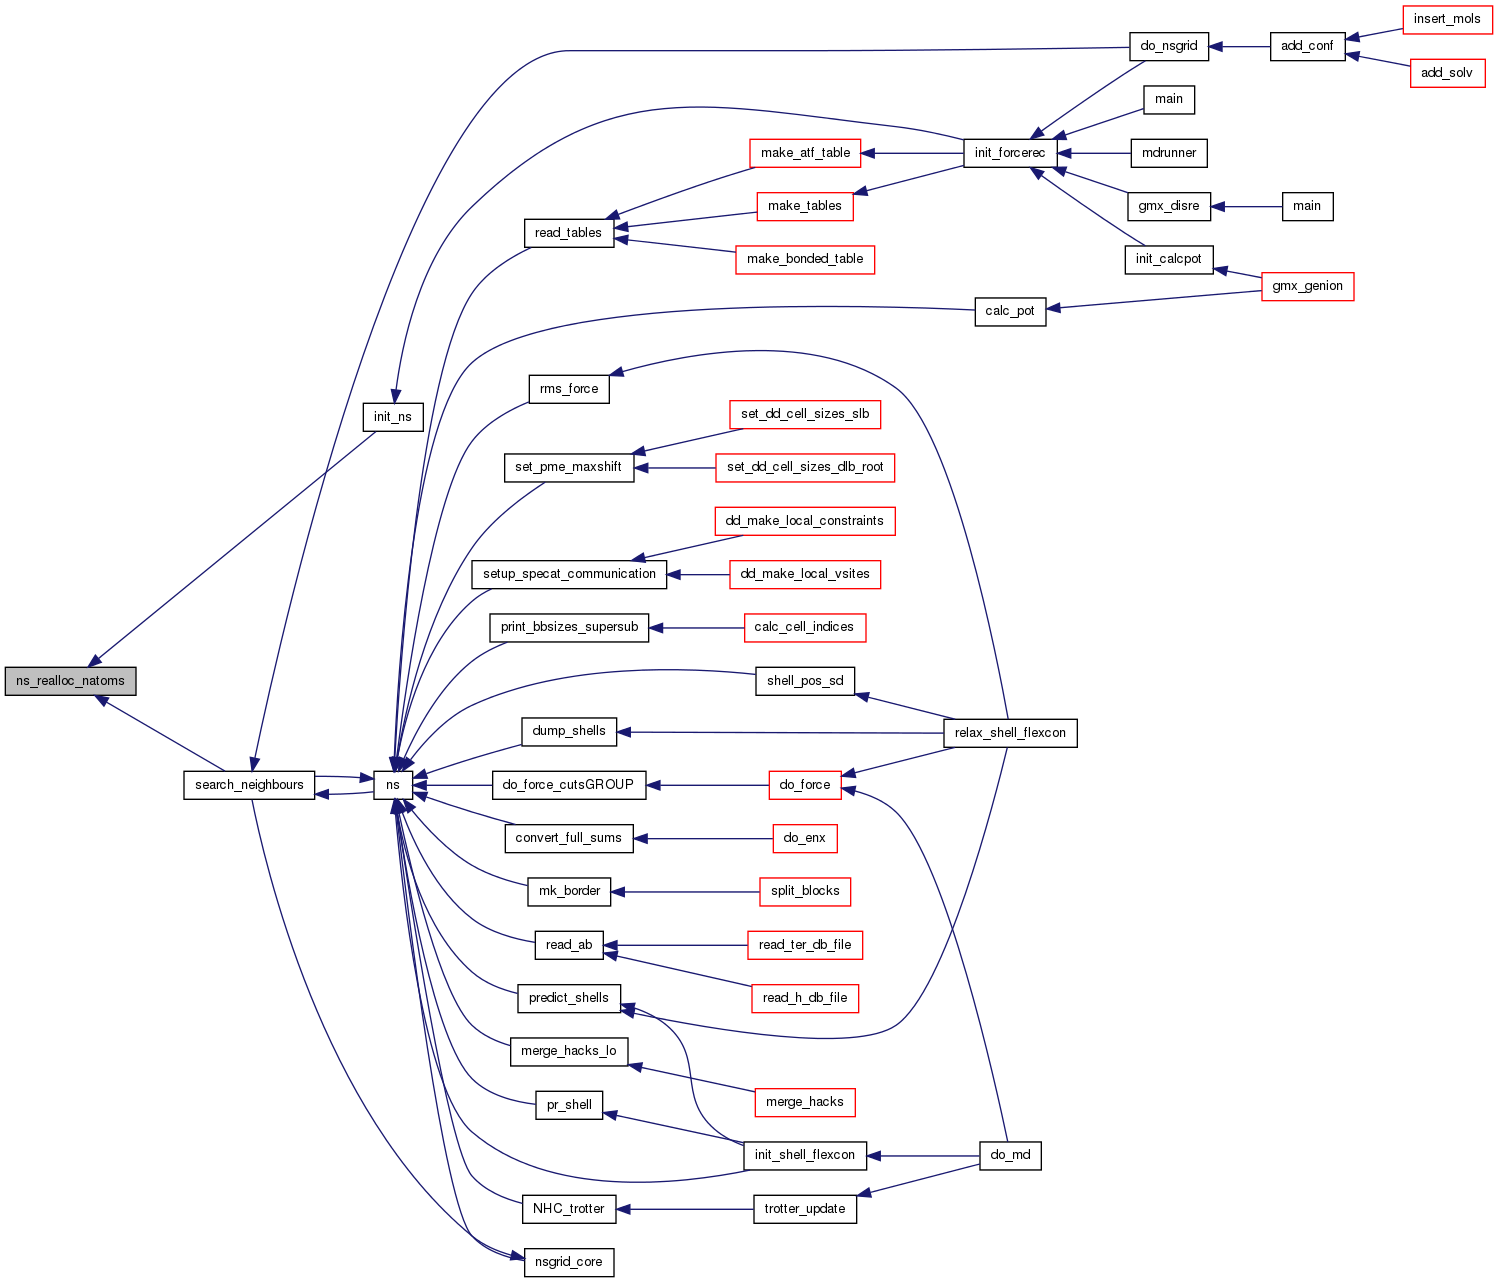 insert_mols
do_nsgrid
add_conf
add_solv
main
make_atf_table
init_forcerec
mdrunner
make_tables
gmx_disre
main
read_tables
make_bonded_table
init_calcpot
gmx_genion
calc_pot
rms_force
init_ns
set_dd_cell_sizes_slb
set_pme_maxshift
set_dd_cell_sizes_dlb_root
dd_make_local_constraints
setup_specat_communication
dd_make_local_vsites
print_bbsizes_supersub
calc_cell_indices
ns_realloc_natoms
shell_pos_sd
dump_shells
relax_shell_flexcon
search_neighbours
ns
do_force_cutsGROUP
do_force
convert_full_sums
do_enx
mk_border
split_blocks
read_ab
read_ter_db_file
predict_shells
read_h_db_file
merge_hacks_lo
merge_hacks
pr_shell
init_shell_flexcon
do_md
NHC_trotter
trotter_update
nsgrid_core